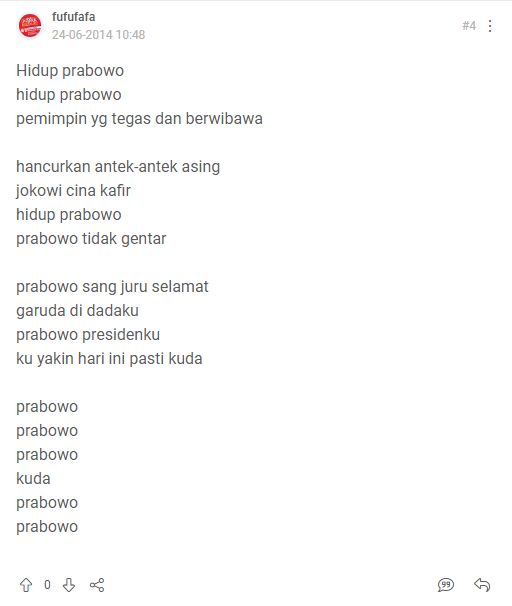 fufufafa
24-06-2014 10:48
#4
Hidup prabowo
hidup prabowo
pemimpin yg tegas dan berwibawa
hancurkan antek-antek asing
jokowi cina kafir
hidup prabowo
prabowo tidak gentar
prabowo sang juru selamat
garuda di dadaku
prabowo presidenku
ku yakin hari ini pasti kuda
prabowo
prabowo
prabowo
kuda
prabowo
prabowo
0